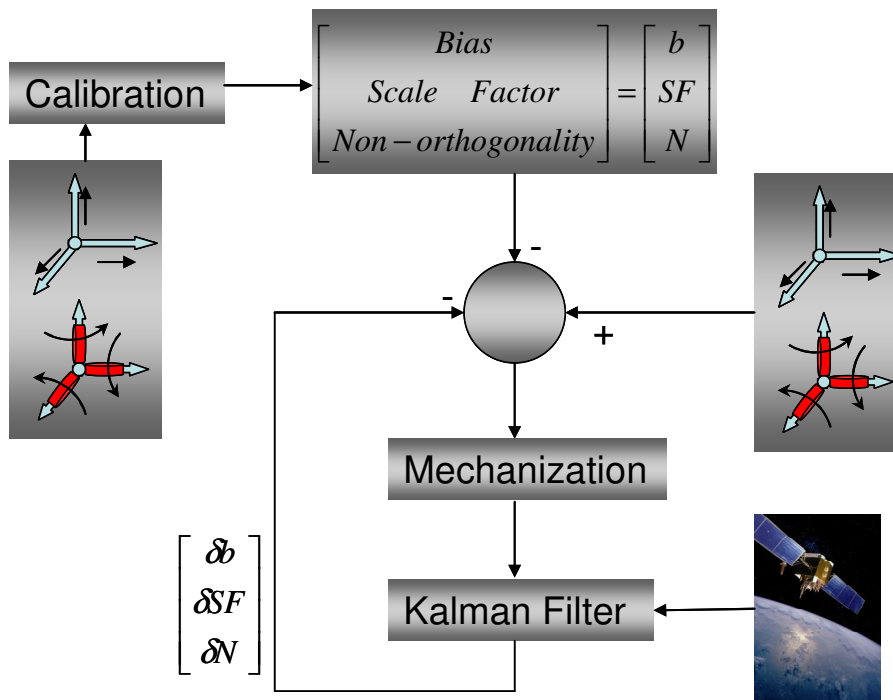 Calibration
Bias
Scale Factor
Non-orthogonality
=
b
SF
N
-
-
+
Mechanization
δb
δSF
δN
Kalman Filter